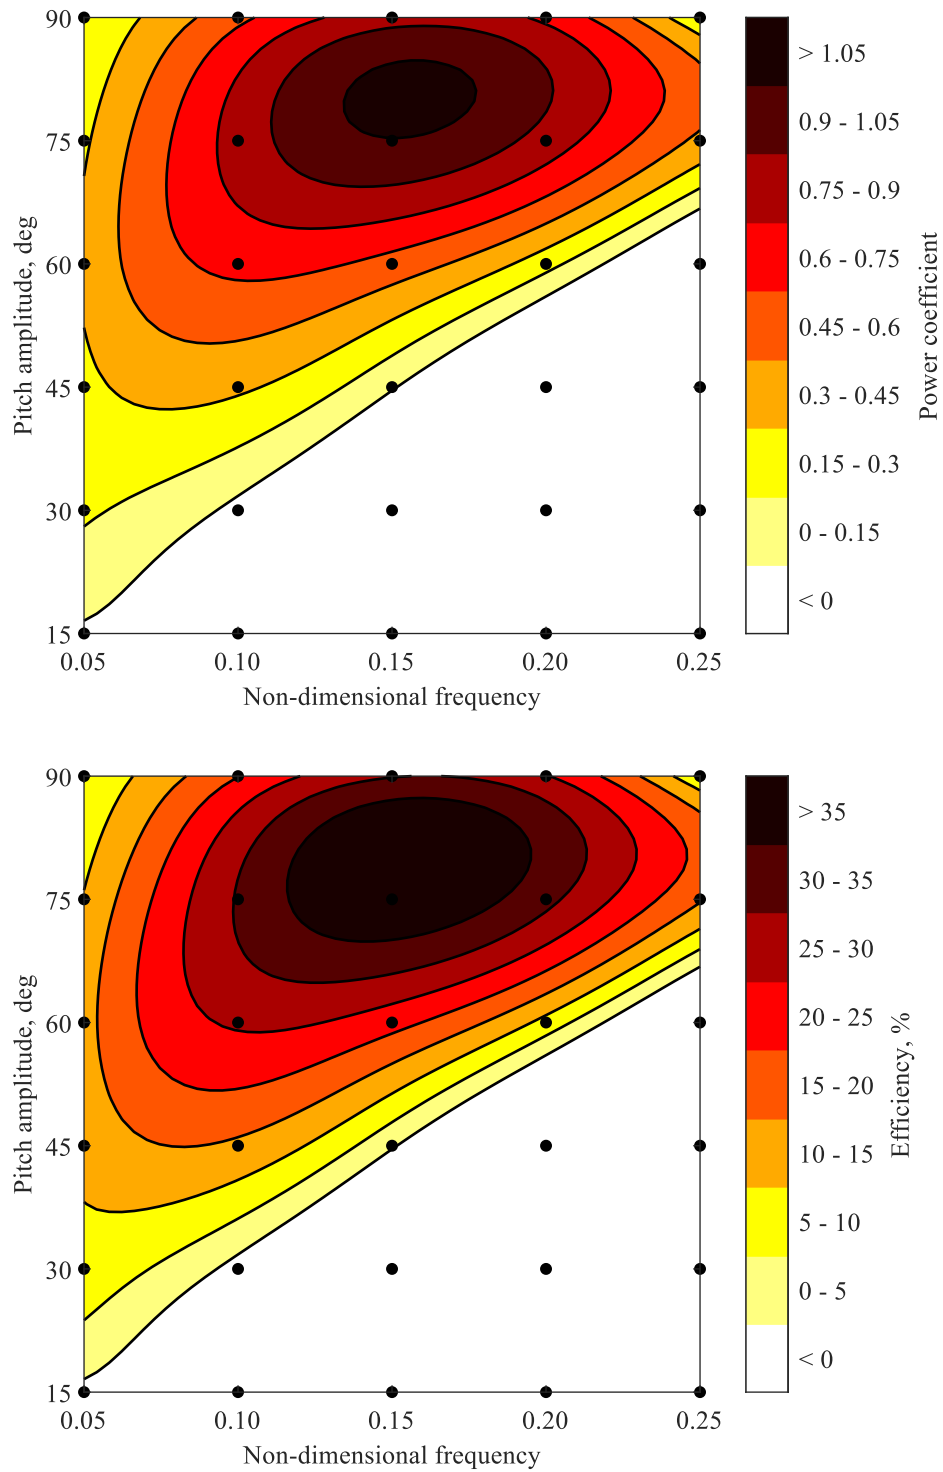 90
75
60
45
30
15
0.05 0.10 0.15 0.20 0.25
Non-dimensional frequency
Pitch amplitude, deg
> 1.05
0.9 - 1.05
0.75 - 0.9
0.6 - 0.75
0.45 - 0.6
0.3 - 0.45
0.15 - 0.3
0 - 0.15
< 0
Power coefficient
90
75
60
45
30
15
0.05 0.10 0.15 0.20 0.25
Non-dimensional frequency
Pitch amplitude, deg
> 35
30 - 35
25 - 30
20 - 25
15 - 20
10 - 15
5 - 10
0 - 5
< 0
Efficiency, %